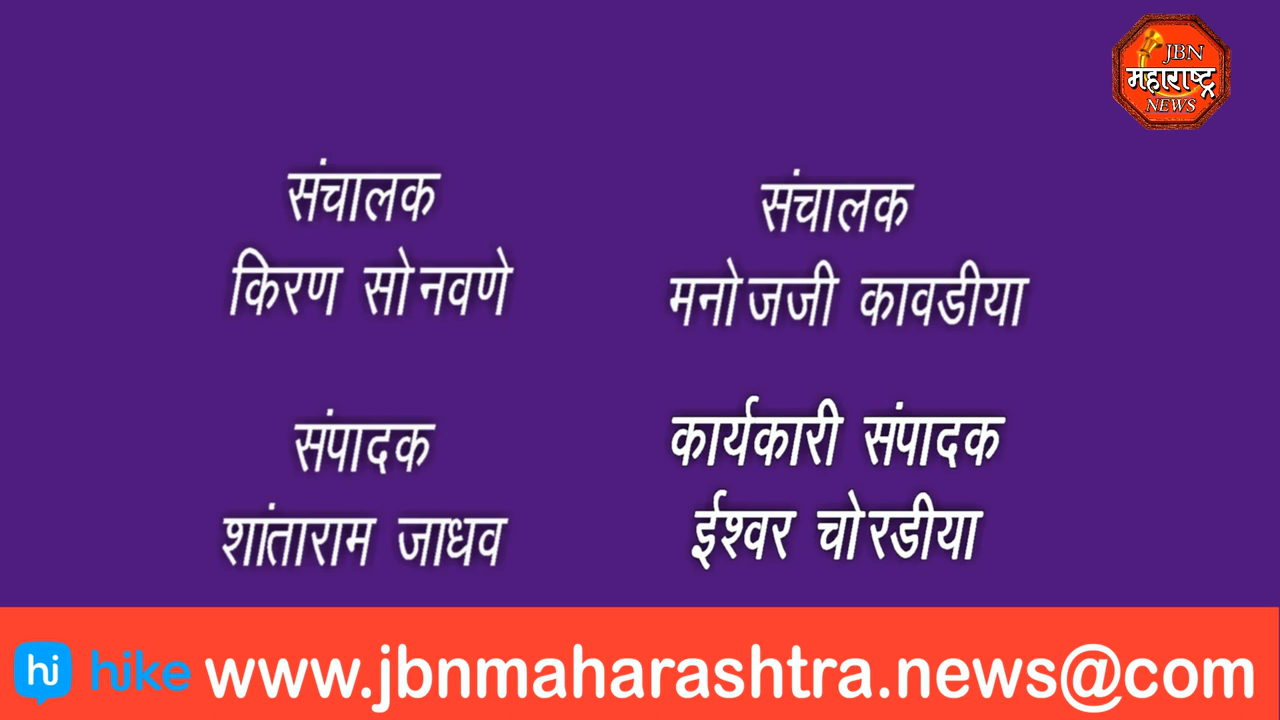 JBN
महाराष्ट्र
NEWS
संचालक
किरण सोनवणे
संचालक
मनोजजी कावडीया
संपादक
शांताराम जाधव
कार्यकारी संपादक
ईश्वर चोरडीया
hi hike www.jbnmaharashtra.news@com